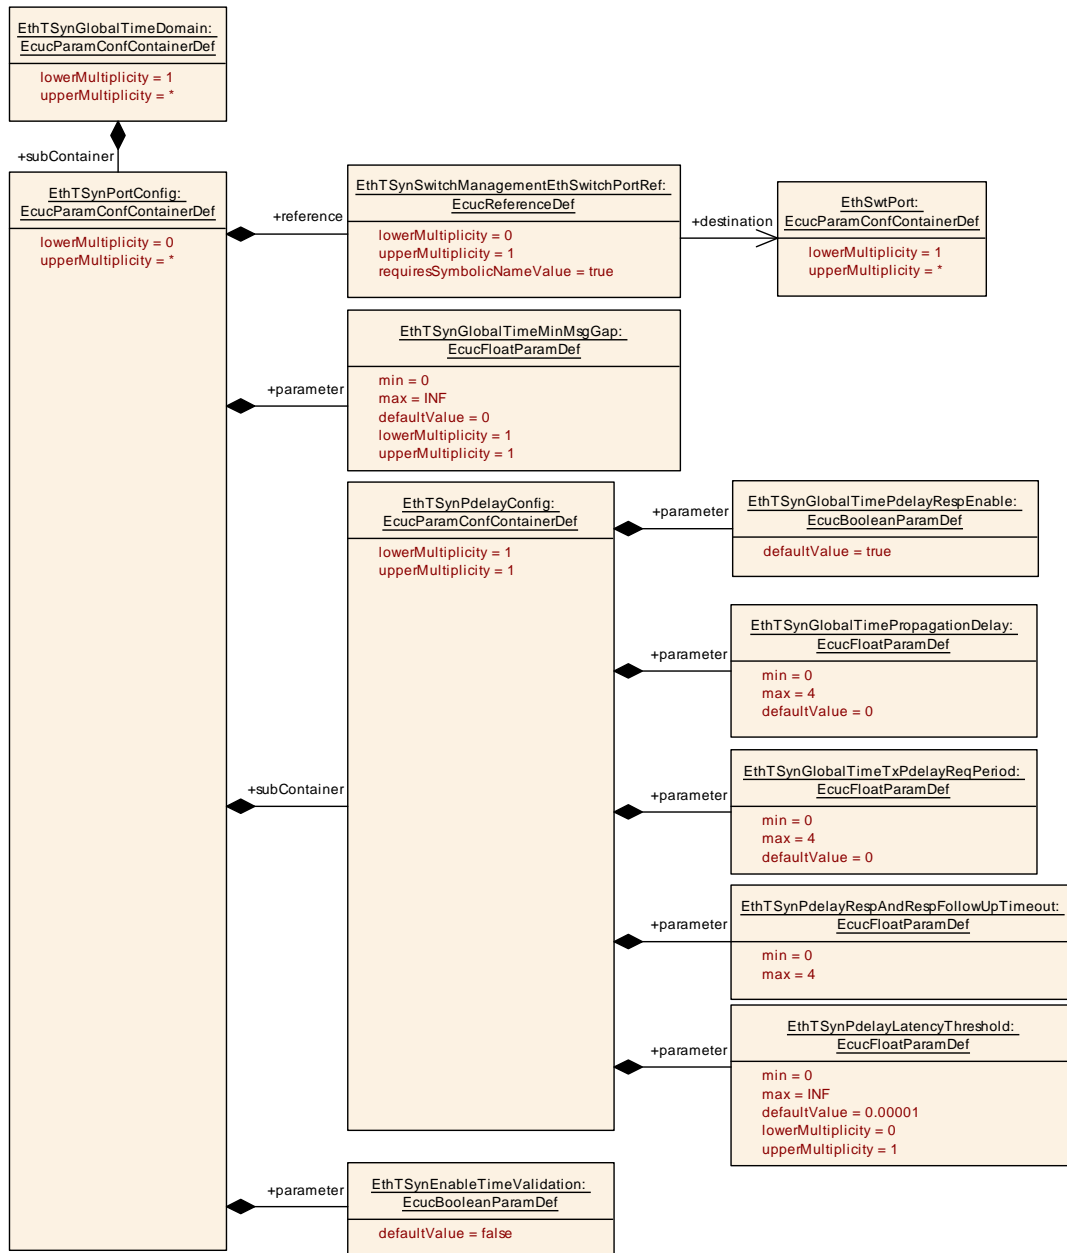 EthTSynGlobalTimeDomain:
EcucParamConfContainerDef
lowerMultiplicity = 1
upperMultiplicity = *
+subContainer
EthTSynPortConfig:
EcucParamConfContainerDef
lowerMultiplicity = 0
upperMultiplicity = *
+reference
EthTSynSwitchManagementEthSwitchPortRef:
EcucReferenceDef
lowerMultiplicity = 0
upperMultiplicity = 1
requiresSymbolicNameValue = true
+destination
EthSwtPort:
EcucParamConfContainerDef
lowerMultiplicity = 1
upperMultiplicity = *
+parameter
EthTSynGlobalTimeMinMsgGap:
EcucFloatParamDef
min = 0
max = INF
defaultValue = 0
lowerMultiplicity = 1
upperMultiplicity = 1
+subContainer
EthTSynPdelayConfig:
EcucParamConfContainerDef
lowerMultiplicity = 1
upperMultiplicity = 1
+parameter
EthTSynGlobalTimePdelayRespEnable:
EcucBooleanParamDef
defaultValue = true
+parameter
EthTSynGlobalTimePropagationDelay:
EcucFloatParamDef
min = 0
max = 4
defaultValue = 0
+parameter
EthTSynGlobalTimeTxPdelayReqPeriod:
EcucFloatParamDef
min = 0
max = 4
defaultValue = 0
+parameter
EthTSynPdelayRespAndRespFollowUpTimeout:
EcucFloatParamDef
min = 0
max = 4
+parameter
EthTSynPdelayLatencyThreshold:
EcucFloatParamDef
min = 0
max = INF
defaultValue = 0.00001
lowerMultiplicity = 0
upperMultiplicity = 1
+parameter
EthTSynEnableTimeValidation:
EcucBooleanParamDef
defaultValue = false